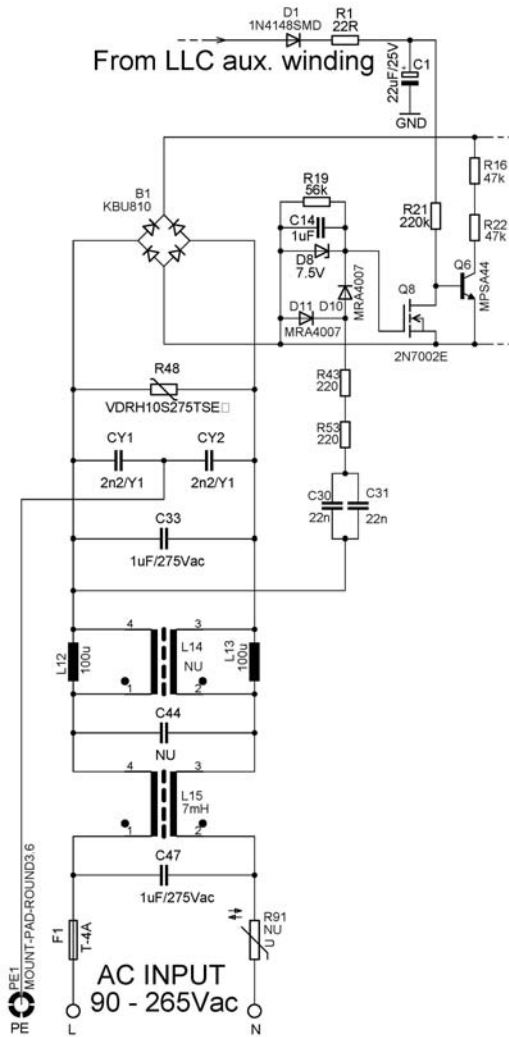 D1
1N4148SMD
R1
22R
From LLC aux. winding
22uF/25V
C1
GND
B1
KBU810
R19
56k
C14
1uF
D8
7.5V
MRA4007
D11
D10
MRA4007
R21
220k
R16
47k
R22
47k
Q6
MPSA44
Q8
2N7002E
R48
VDRH10S275TSE□
R43
220
R53
220
CY1
CY2
2n2/Y1
2n2/Y1
C30
C31
22n
22n
C33
1uF/275Vac
4
3
L12
100u
L14
NU
L13
100u
1
2
C44
NU
4
3
L15
7mH
1
2
C47
1uF/275Vac
F1
T-4A
R91
NU
U
PE1
MOUNT-PAD-ROUND3.6
AC INPUT
90 - 265Vac
PE
L
N